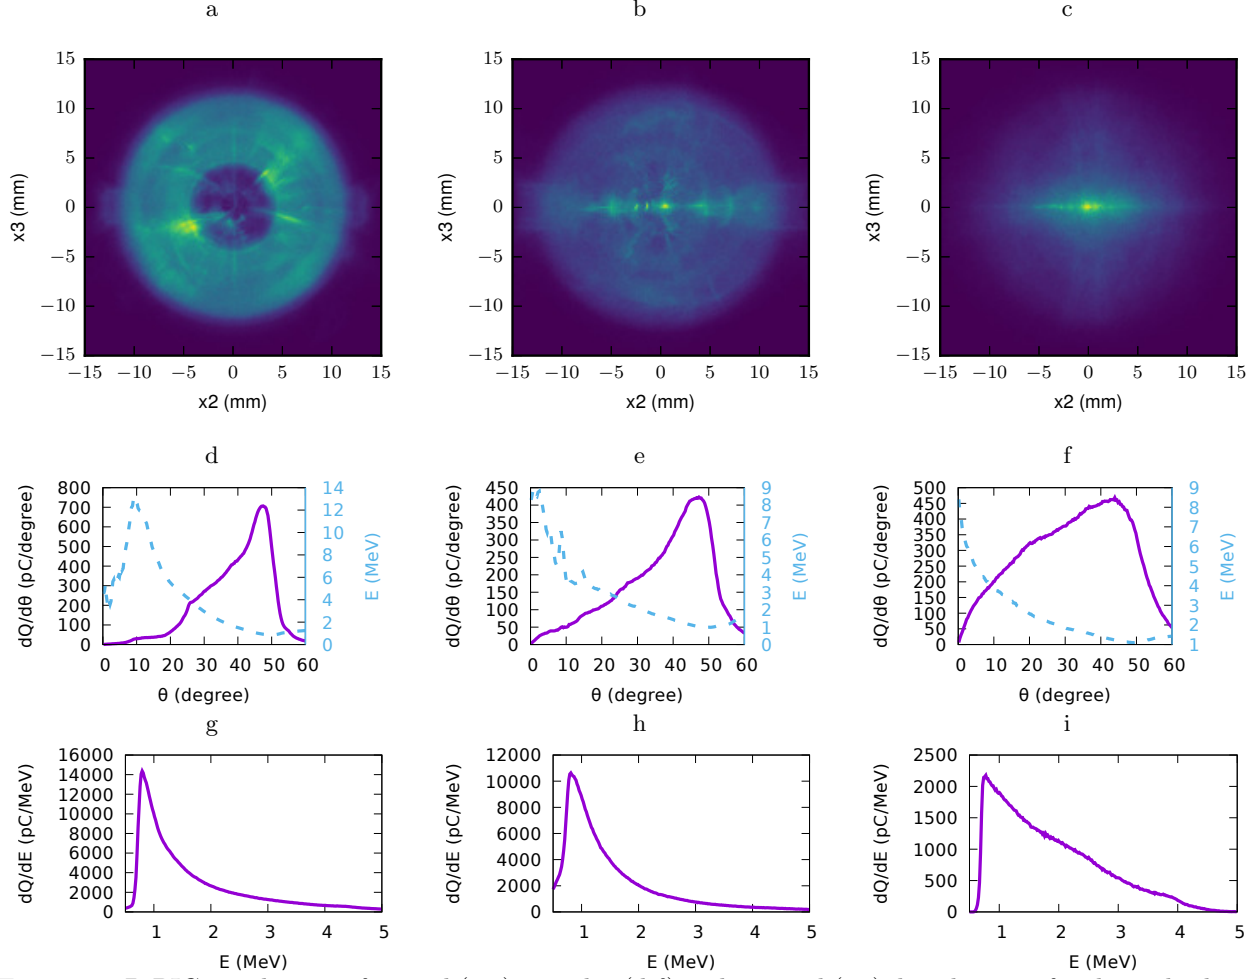 a b c
15
10
5
0
−5
−10
−15
x3 (mm)
−15 −10 −5 0 5 10 15
x2 (mm)
15
10
5
0
−5
−10
−15
x3 (mm)
−15 −10 −5 0 5 10 15
x2 (mm)
15
10
5
0
−5
−10
−15
x3 (mm)
−15 −10 −5 0 5 10 15
x2 (mm)
d
dQ/dθ (pC/degree)
800
700
600
500
400
300
200
100
0
14
12
10
8
6
4
2
0
E (MeV)
0 10 20 30 40 50 60
θ (degree)
e
dQ/dθ (pC/degree)
450
400
350
300
250
200
150
100
50
0
9
8
7
6
5
4
3
2
1
0
E (MeV)
0 10 20 30 40 50 60
θ (degree)
f
dQ/dθ (pC/degree)
500
450
400
350
300
250
200
150
100
50
0
9
8
7
6
5
4
3
2
1
E (MeV)
0 10 20 30 40 50 60
θ (degree)
g
dQ/dE (pC/MeV)
16000
14000
12000
10000
8000
6000
4000
2000
0
1 2 3 4 5
E (MeV)
h
dQ/dE (pC/MeV)
12000
10000
8000
6000
4000
2000
0
1 2 3 4 5
E (MeV)
i
dQ/dE (pC/MeV)
2500
2000
1500
1000
500
0
1 2 3 4 5
E (MeV)